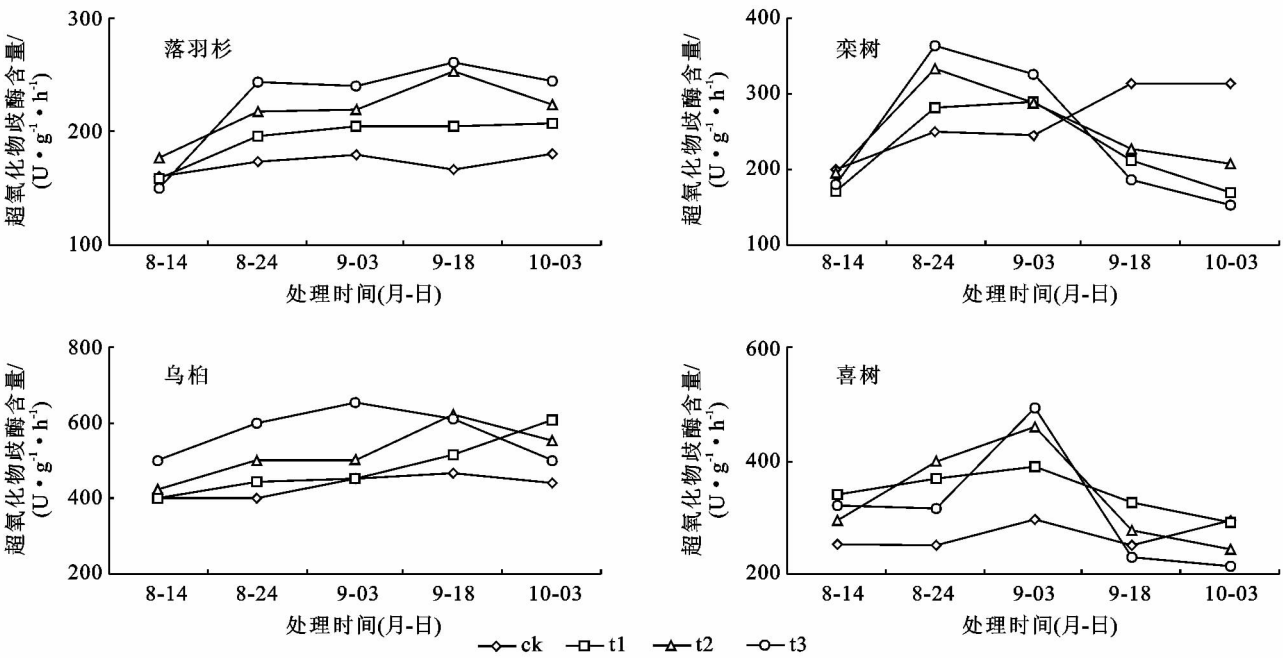 超氧化物歧酶含量/
(U·g⁻¹·h⁻¹)
300
200
100
落羽杉
8-14 8-24 9-03 9-18 10-03
处理时间(月-日)
超氧化物歧酶含量/
(U·g⁻¹·h⁻¹)
400
300
200
100
栾树
8-14 8-24 9-03 9-18 10-03
处理时间(月-日)
超氧化物歧酶含量/
(U·g⁻¹·h⁻¹)
800
600
400
200
乌桕
8-14 8-24 9-03 9-18 10-03
处理时间(月-日)
超氧化物歧酶含量/
(U·g⁻¹·h⁻¹)
600
400
200
喜树
8-14 8-24 9-03 9-18 10-03
处理时间(月-日)
ck t1 t2 t3